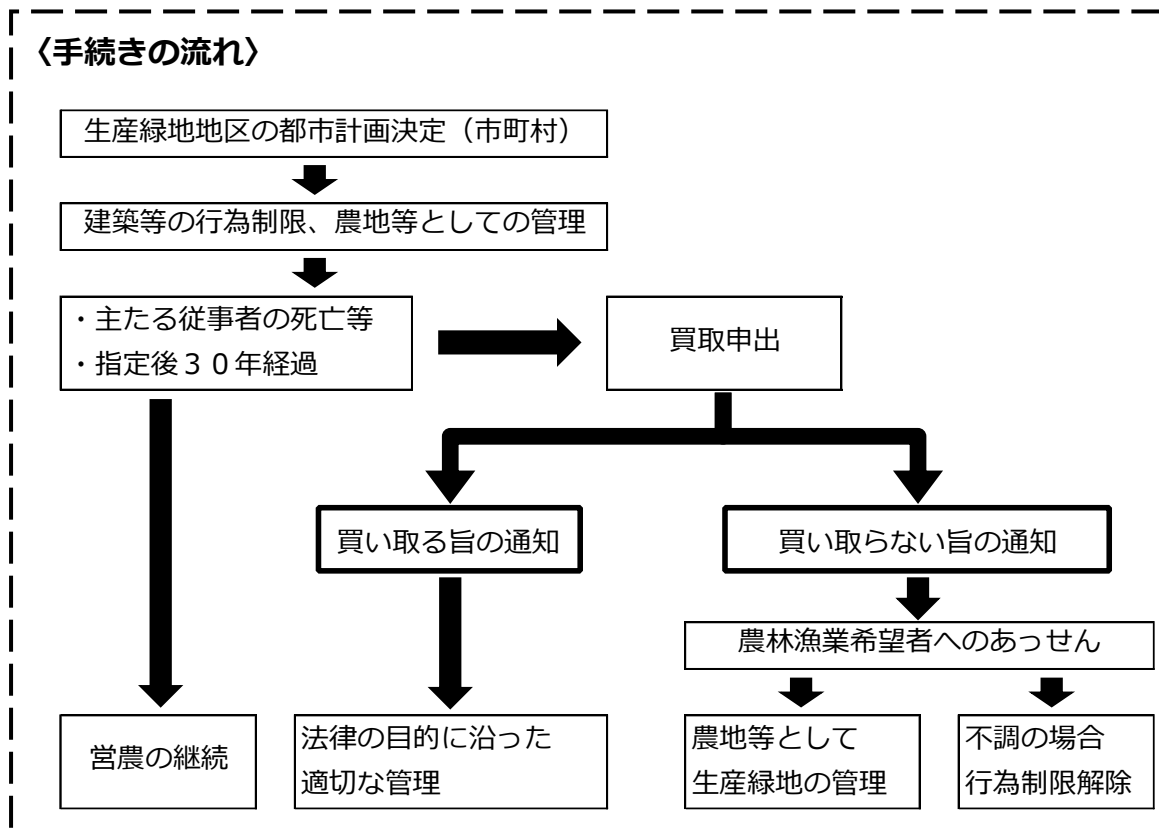 〈手続きの流れ〉
生産緑地地区の都市計画決定（市町村）
建築等の行為制限、農地等としての管理
・主たる従事者の死亡等
・指定後３０年経過
買取申出
買い取る旨の通知
買い取らない旨の通知
農林漁業希望者へのあっせん
営農の継続
法律の目的に沿った
適切な管理
農地等として
生産緑地の管理
不調の場合
行為制限解除